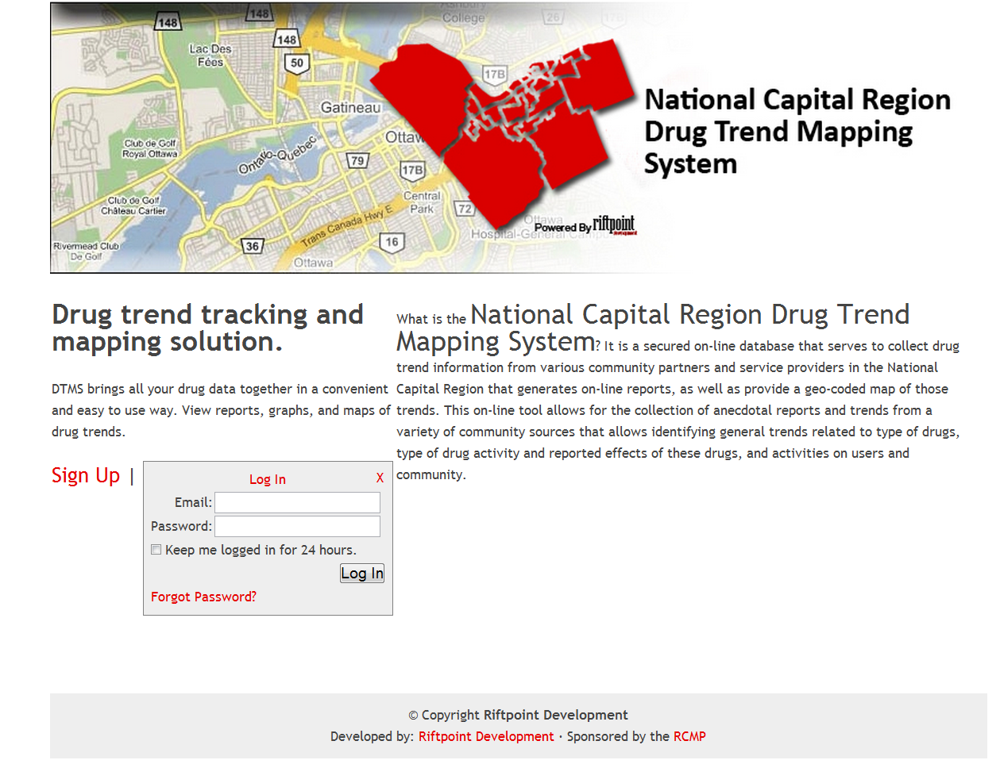 Ashbury
College
148
148
26
17B
Lac Des
Fées
148
50
17B
Gatineau
National Capital Region
Drug Trend Mapping
System
Ottaw
Club de Golf
Royal Ottawa
Ontario-Quebec
79
17B
Club de Golf
Château Cartier
Central
Park
72
Trans Canada Hwy E
Ottawa
Hospital-General Campus
Powered By riftpoint
Development
Rivermead Club
De Golf
36
16
Ottawa
Drug trend tracking and
mapping solution.
DTMS brings all your drug data together in a convenient
and easy to use way. View reports, graphs, and maps of
drug trends.
Sign Up |
Log In X
Email:
Password:
Keep me logged in for 24 hours.
Log In
Forgot Password?
What is the National Capital Region Drug Trend
Mapping System? It is a secured on-line database that serves to collect drug
trend information from various community partners and service providers in the National
Capital Region that generates on-line reports, as well as provide a geo-coded map of those
trends. This on-line tool allows for the collection of anecdotal reports and trends from a
variety of community sources that allows identifying general trends related to type of drugs,
type of drug activity and reported effects of these drugs, and activities on users and
community.
© Copyright Riftpoint Development
Developed by: Riftpoint Development · Sponsored by the RCMP